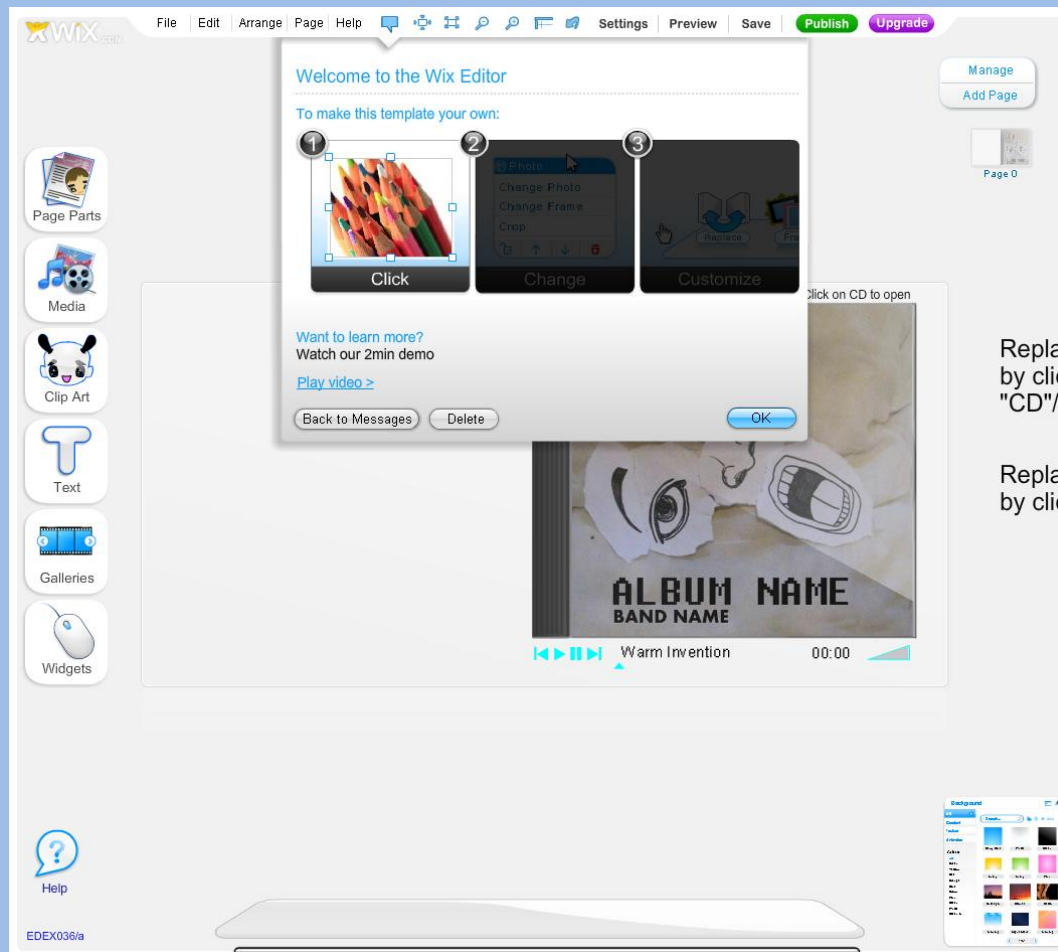 WiX.com
File Edit Arrange Page Help Settings Preview Save Publish Upgrade
Welcome to the Wix Editor
To make this template your own:
1 2 3
Photo
Change Photo
Change Frame
Crop
Replace
Click Change Customize
Want to learn more?
Watch our 2min demo
Play video >
Back to Messages Delete OK
Manage
Add Page
Page 0
Page Parts
Media
Clip Art
Text
Galleries
Widgets
Click on CD to open
ALBUM NAME
BAND NAME
Warm Invention 00:00
Repla
by clic
"CD"/
Repla
by clic
Background
Help
EDEX036/a